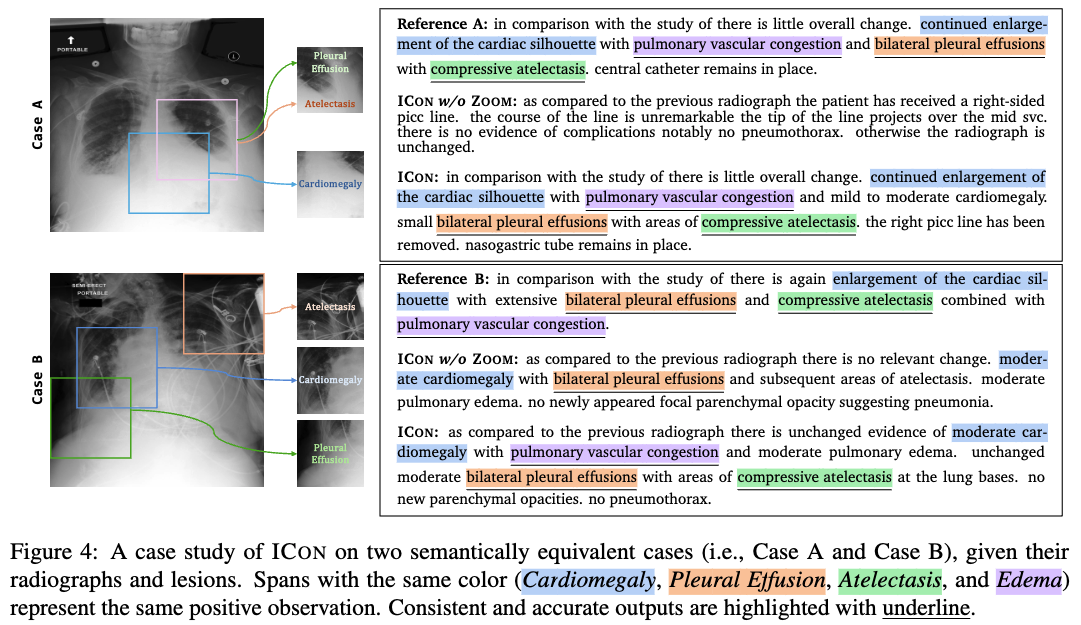 PORTABLE
Case A
Pleural
Effusion
Atelectasis
Cardiomegaly
Reference A: in comparison with the study of there is little overall change. continued enlarge-
ment of the cardiac silhouette with pulmonary vascular congestion and bilateral pleural effusions
with compressive atelectasis. central catheter remains in place.
ICON w/o ZOOM: as compared to the previous radiograph the patient has received a right-sided
picc line. the course of the line is unremarkable the tip of the line projects over the mid svc.
there is no evidence of complications notably no pneumothorax. otherwise the radiograph is
unchanged.
ICON: in comparison with the study of there is little overall change. continued enlargement of
the cardiac silhouette with pulmonary vascular congestion and mild to moderate cardiomegaly.
small bilateral pleural effusions with areas of compressive atelectasis. the right picc line has been
removed. nasogastric tube remains in place.
SEMI-ERECT
PORTABLE
Case B
Atelectasis
Cardiomegaly
Pleural
Effusion
Reference B: in comparison with the study of there is again enlargement of the cardiac sil-
houette with extensive bilateral pleural effusions and compressive atelectasis combined with
pulmonary vascular congestion.
ICON w/o ZOOM: as compared to the previous radiograph there is no relevant change. moder-
ate cardiomegaly with bilateral pleural effusions and subsequent areas of atelectasis. moderate
pulmonary edema. no newly appeared focal parenchymal opacity suggesting pneumonia.
ICON: as compared to the previous radiograph there is unchanged evidence of moderate car-
diomegaly with pulmonary vascular congestion and moderate pulmonary edema. unchanged
moderate bilateral pleural effusions with areas of compressive atelectasis at the lung bases. no
new parenchymal opacities. no pneumothorax.
Figure 4: A case study of ICON on two semantically equivalent cases (i.e., Case A and Case B), given their
radiographs and lesions. Spans with the same color (Cardiomegaly, Pleural Effusion, Atelectasis, and Edema)
represent the same positive observation. Consistent and accurate outputs are highlighted with underline.